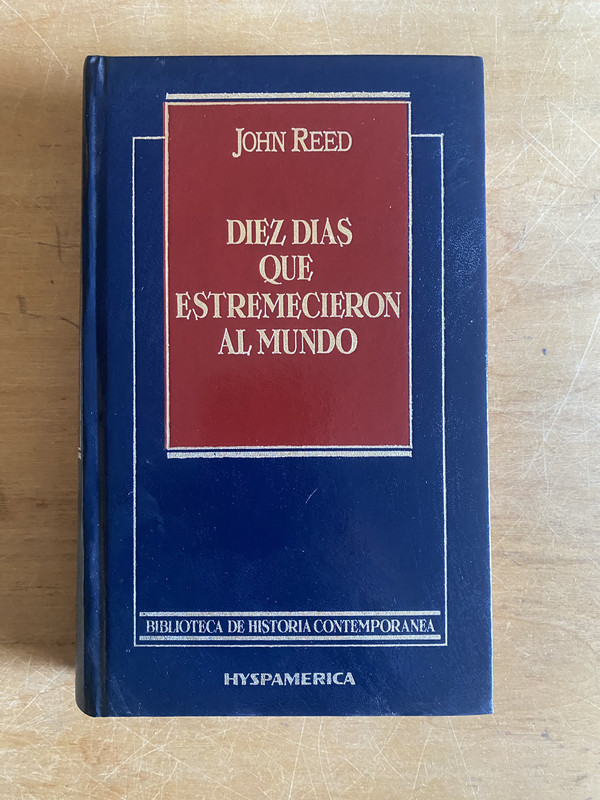 JOHN REED
DIEZ DIAS
QUE
ESTREMECIERON
AL MUNDO
BIBLIOTECA DE HISTORIA CONTEMPORANEA
HYSPAMERICA